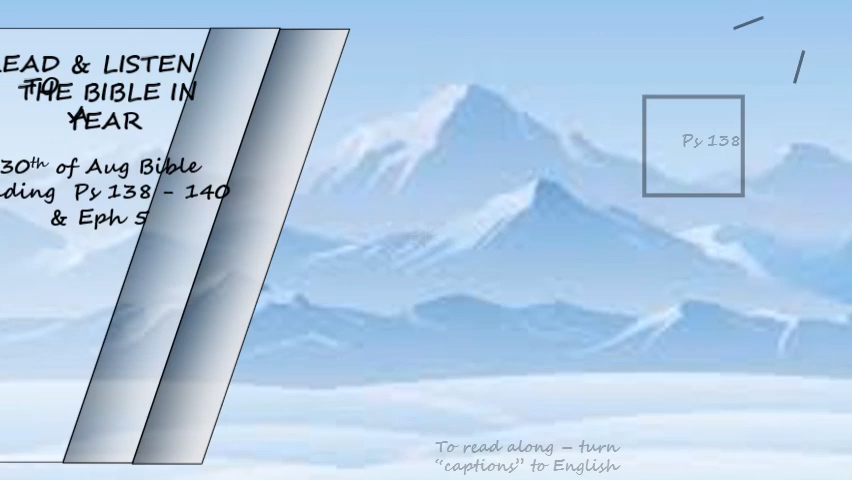 EAD & LISTEN
TO
THE BIBLE IN
A
YEAR
30th of Aug Bible
ding Ps 138 - 140
& Eph 5
Ps 138
To read along – turn
“captions” to English